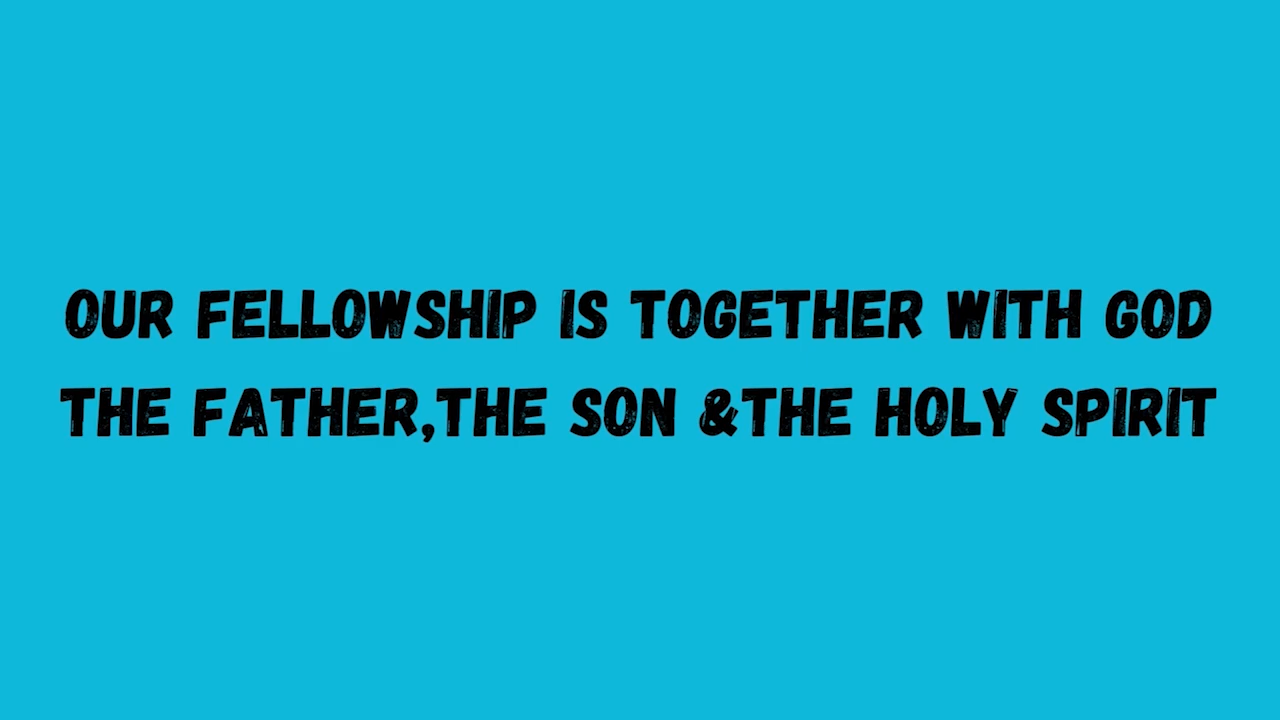 OUR FELLOWSHIP IS TOGETHER WITH GOD
THE FATHER,THE SON &THE HOLY SPIRIT